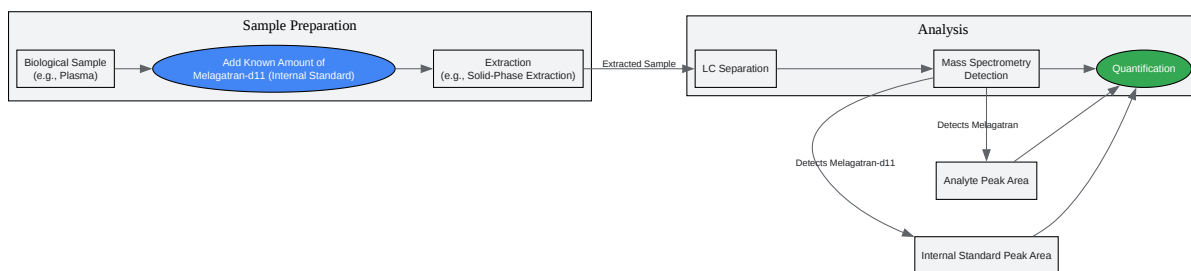 Sample Preparation
Biological Sample
(e.g., Plasma)
Add Known Amount of
Melagatran-d11 (Internal Standard)
Extraction
(e.g., Solid-Phase Extraction)
Extracted Sample
Analysis
LC Separation
Mass Spectrometry
Detection
Quantification
Detects Melagatran
Detects Melagatran-d11
Analyte Peak Area
Internal Standard Peak Area